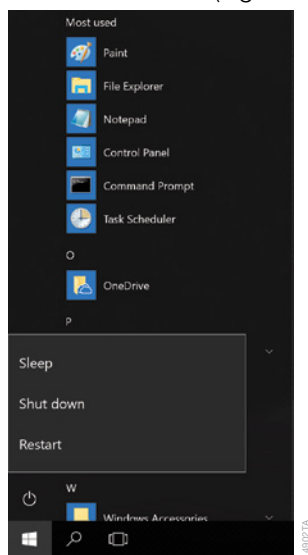 Most used
Paint
File Explorer
Notepad
Control Panel
Command Prompt
Task Scheduler
O
OneDrive
P
Sleep
Shut down
Restart
W
Windows Accessories